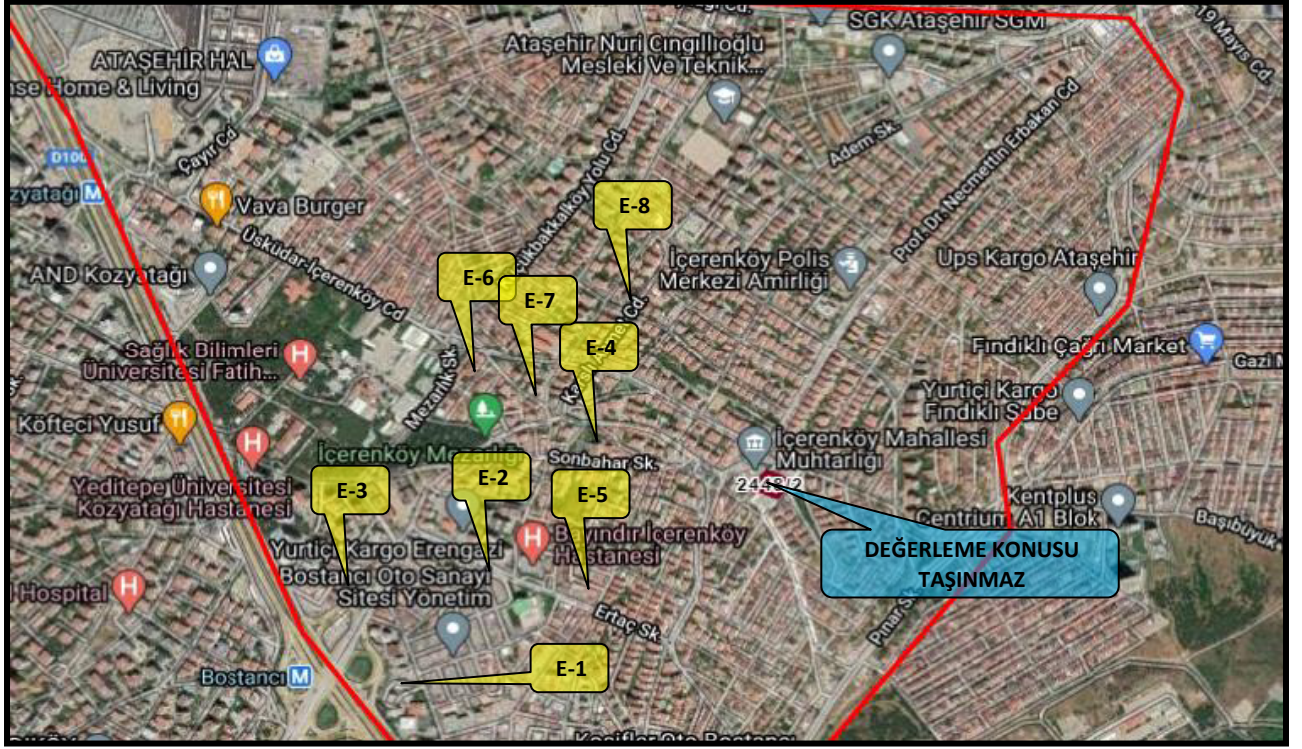 SGK Ataşehir SGM
19 Mayıs Cd.
Ataşehir Nuri Cıngıllıoğlu
Mesleki Ve Teknik...
ATAŞEHİR HAL
Home & Living
Çayır Cd
D100
Adem Sk.
Prof. Dr. Necmettin Erbakan Cd
Vava Burger
E-8
Üsküdar-İçerenköy Cd
AND Kozyatağı
İçerenköy Polis
Merkezi Amirliği
Ups Kargo Ataşehir
E-6
E-7
E-4
Sağlık Bilimleri
Üniversitesi Fatih...
Fındıklı Çağrı Market
Mezarlık Sk.
Yurtiçi Kargo
Fındıklı Şube
Köfteci Yusuf
İçerenköy Mezarlığı
Sonbahar Sk.
İçerenköy Mahallesi
Muhtarlığı
E-3
E-2
E-5
Yeditepe Üniversitesi
Kozyatağı Hastanesi
Kentplus
Centrium A1 Blok
Bayındır İçerenköy
Hastanesi
DEĞERLEME KONUSU
TAŞINMAZ
Yurtiçi Kargo Erengazi
Bostancı Oto Sanayi
Sitesi Yönetim
Hospital
Ertaç Sk.
E-1
Bostancı M